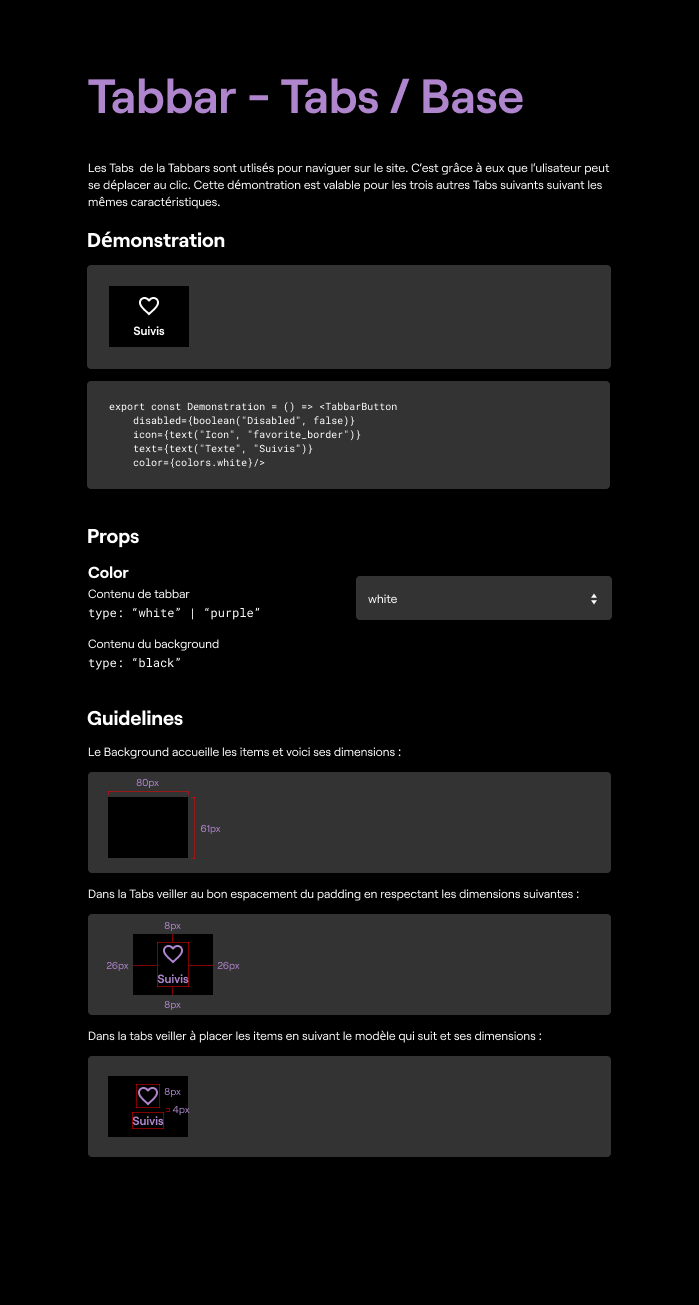 Tabbar - Tabs / Base
Les Tabs  de la Tabbars sont utlisés pour naviguer sur le site. C'est grâce à eux que l'ulisateur peut
se déplacer au clic. Cette démontration est valable pour les trois autres Tabs suivants suivant les
mêmes caractéristiques.
Démonstration
Suivis
export const Demonstration = () => <TabbarButton
    disabled={boolean("Disabled", false)}
    icon={text("Icon", "favorite_border")}
    text={text("Texte", "Suivis")}
    color={colors.white}/>
Props
Color
Contenu de tabbar
type: “white” | “purple”
white
Contenu du background
type: “black”
Guidelines
Le Background accueille les items et voici ses dimensions :
80px
61px
Dans la Tabs veiller au bon espacement du padding en respectant les dimensions suivantes :
8px
26px
26px
Suivis
8px
Dans la tabs veiller à placer les items en suivant le modèle qui suit et ses dimensions :
8px
4px
Suivis